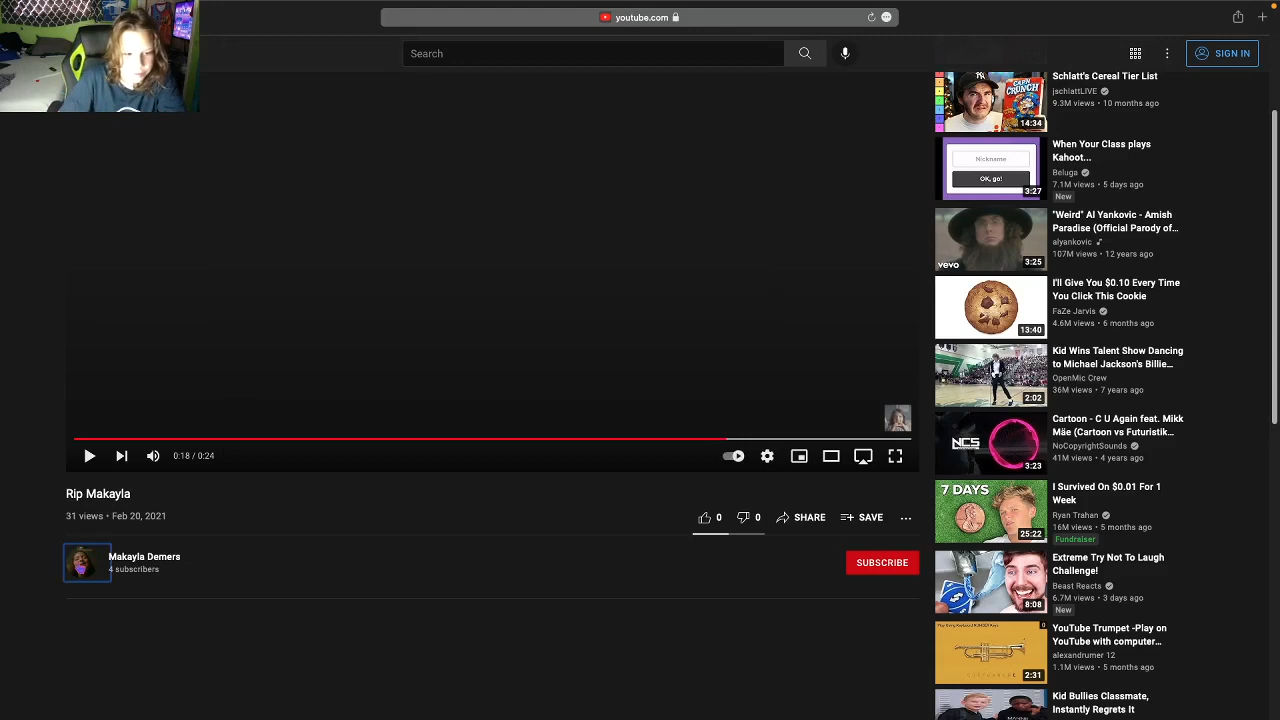 youtube.com
Search
SIGN IN
CAP'N
CRUNCH
14:34
Schlatt's Cereal Tier List
jschlattLIVE
9.3M views • 10 months ago
Nickname
OK, go!
3:27
When Your Class plays
Kahoot...
Beluga
7.1M views • 5 days ago
New
vevo
3:25
"Weird" Al Yankovic - Amish
Paradise (Official Parody of...
alyankovic
107M views • 12 years ago
13:40
I'll Give You $0.10 Every Time
You Click This Cookie
FaZe Jarvis
4.6M views • 6 months ago
2:02
Kid Wins Talent Show Dancing
to Michael Jackson's Billie...
OpenMic Crew
36M views • 7 years ago
NCS
3:23
Cartoon - C U Again feat. Mikk
Mäe (Cartoon vs Futuristik...
NoCopyrightSounds
41M views • 4 years ago
7 DAYS
25:22
I Survived On $0.01 For 1
Week
Ryan Trahan
16M views • 5 months ago
Fundraiser
8:08
Extreme Try Not To Laugh
Challenge!
Beast Reacts
6.7M views • 3 days ago
New
2:31
YouTube Trumpet -Play on
YouTube with computer...
alexandrumer 12
1.1M views • 5 months ago
Kid Bullies Classmate,
Instantly Regrets It
0:18 / 0:24
Rip Makayla
31 views • Feb 20, 2021
0
0
SHARE
SAVE
Makayla Demers
4 subscribers
SUBSCRIBE